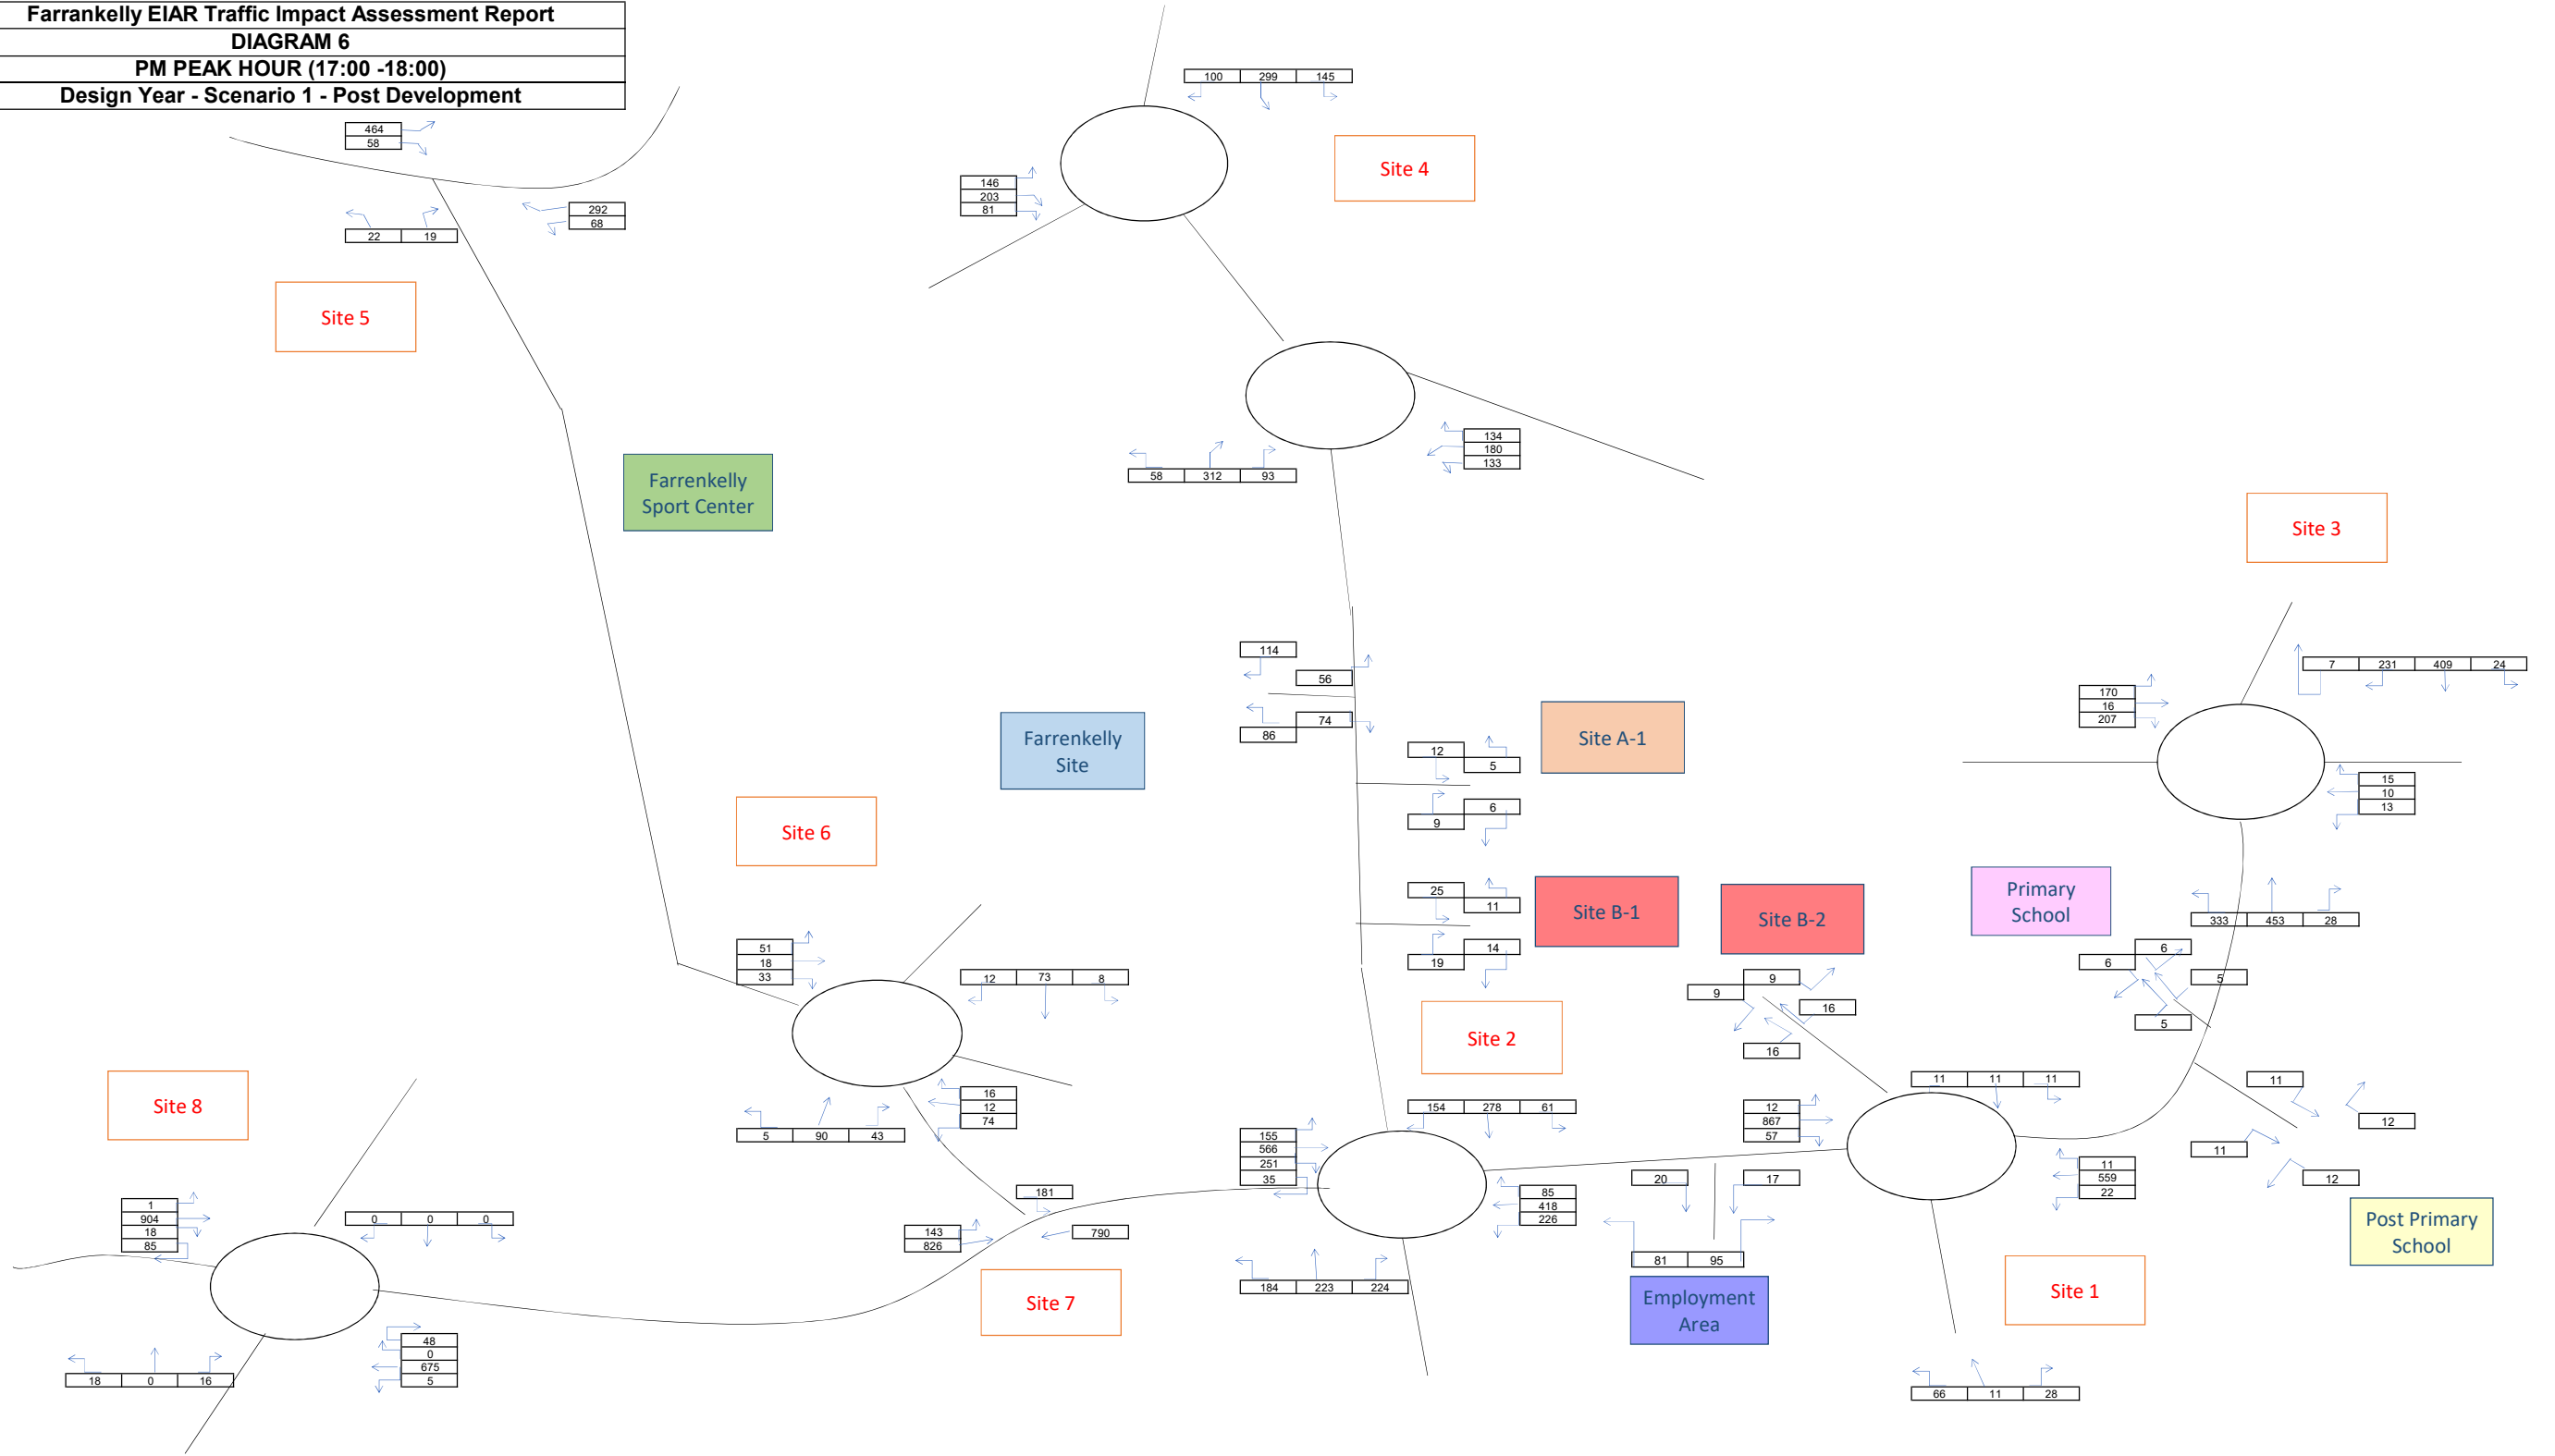 Farrankelly EIAR Traffic Impact Assessment Report
DIAGRAM 6
PM PEAK HOUR (17:00 -18:00)
Design Year - Scenario 1 - Post Development
464
58
292
68
22 19
Site 5
100 299 145
146
203
81
Site 4
134
180
133
58 312 93
Farrenkelly
Sport Center
Site 3
7 231 409 24
170
16
207
15
10
13
333 453 28
114
56
74
86
Farrenkelly
Site
12
5
Site A-1
6
9
25
11
Site B-1
14
19
Site B-2
9
9
16
16
Primary
School
6
6
5
5
11
12
11
12
Post Primary
School
Site 6
51
18
33
12 73 8
16
12
74
5 90 43
Site 2
154 278 61
155
566
251
35
85
418
226
184 223 224
11 11 11
12
867
57
11
559
22
66 11 28
Site 1
20
17
81 95
Employment
Area
181
143
826
790
Site 7
Site 8
1
904
18
85
0 0 0
48
0
675
5
18 0 16